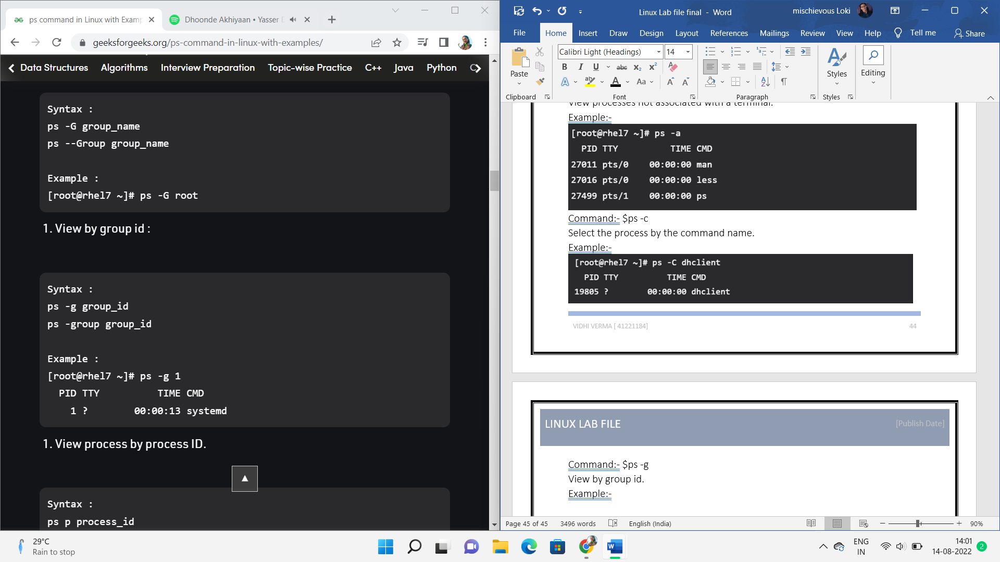 ps command in Linux with Examp
Dhoonde Akhiyaan • Yasser D
geeksforgeeks.org/ps-command-in-linux-with-examples/
Data Structures Algorithms Interview Preparation Topic-wise Practice C++ Java Python
Syntax :
ps -G group_name
ps --Group group_name
Example :
[root@rhel7 ~]# ps -G root
1. View by group id :
Syntax :
ps -g group_id
ps -group group_id
Example :
[root@rhel7 ~]# ps -g 1
PID TTY TIME CMD
1 ? 00:00:13 systemd
1. View process by process ID.
▲
Syntax :
ps p process_id
Linux Lab file final - Word
mischievous Loki
File Home Insert Draw Design Layout References Mailings Review View Help Tell me Share
Calibri Light (Headings) 14
Paste
B I U abc X₂ X² 
A ab A Aa A A
Styles
Editing
Clipboard Font Paragraph Styles
View processes not associated with a terminal.
Example:-
[root@rhel7 ~]# ps -a
PID TTY TIME CMD
27011 pts/0 00:00:00 man
27016 pts/0 00:00:00 less
27499 pts/1 00:00:00 ps
Command:- $ps -c
Select the process by the command name.
Example:-
[root@rhel7 ~]# ps -C dhclient
PID TTY TIME CMD
19805 ? 00:00:00 dhclient
VIDHI VERMA [ 41221184] 44
LINUX LAB FILE [Publish Date]
Command:- $ps -g
View by group id.
Example:-
Page 45 of 45 3496 words English (India) 90%
29°C
Rain to stop
ENG
IN
14:01
14-08-2022
2